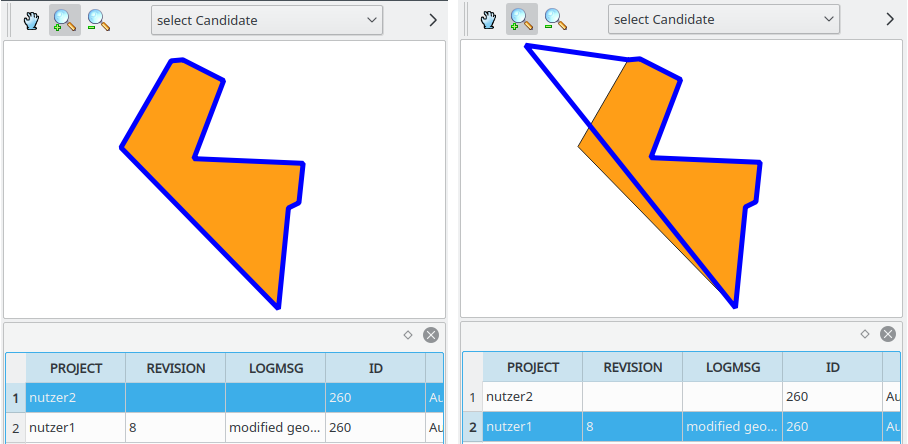 select Candidate
PROJECT REVISION LOGMSG ID
1 nutzer2 260 Au
2 nutzer1 8 modified geo... 260 Au
select Candidate
PROJECT REVISION LOGMSG ID
1 nutzer2 260 Au
2 nutzer1 8 modified geo... 260 Au